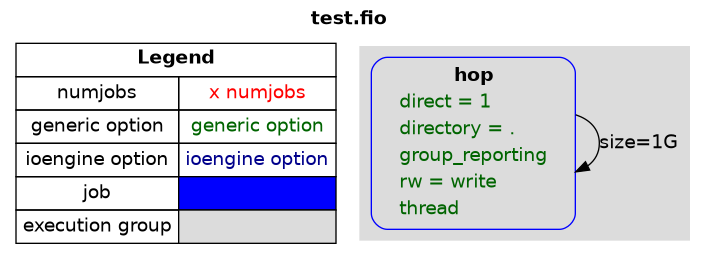 test.fio
Legend
numjobs x numjobs
generic option generic option
ioengine option ioengine option
job
execution group
hop
direct = 1
directory = .
group_reporting
rw = write
thread
size=1G